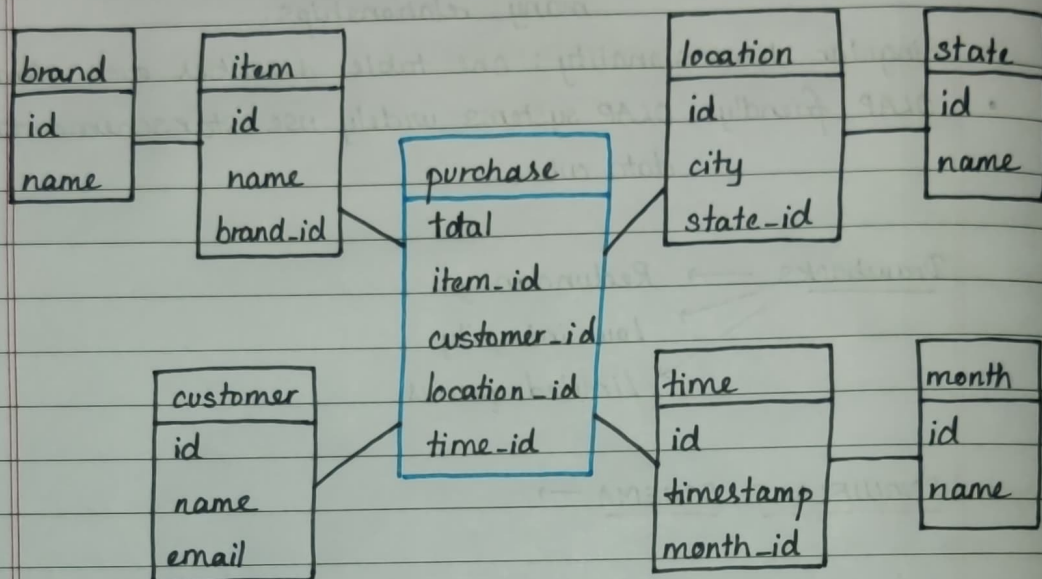 brand
id
name
item
id
name
brand_id
purchase
total
item_id
customer_id
location_id
time_id
location
id
city
state_id
state
id
name
customer
id
name
email
time
id
timestamp
month_id
month
id
name